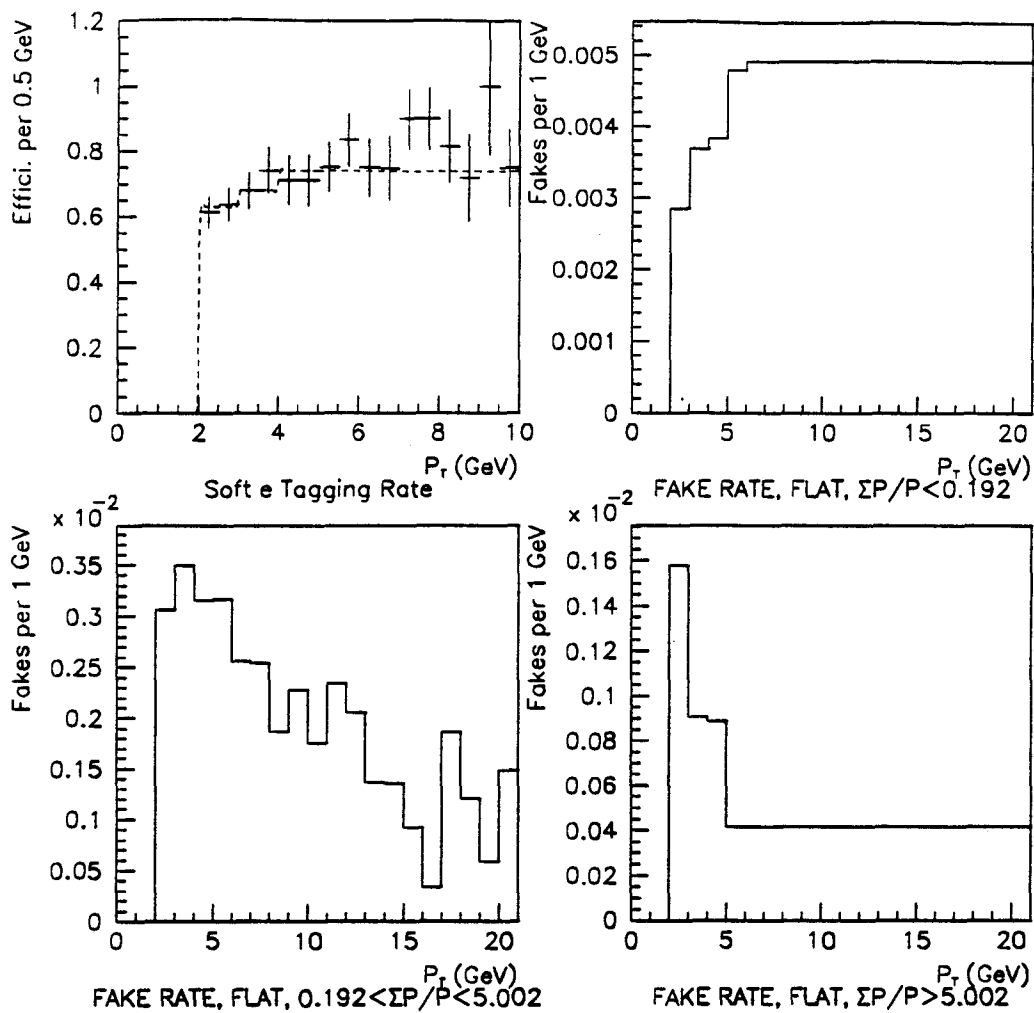 Effici. per 0.5 GeV
1.2
1
0.8
0.6
0.4
0.2
0
0 2 4 6 8 10
P_T (GeV)
Soft e Tagging Rate
Fakes per 1 GeV
0.005
0.004
0.003
0.002
0.001
0
0 5 10 15 20
P_T (GeV)
FAKE RATE, FLAT, ΣP/P<0.192
x 10^-2
Fakes per 1 GeV
0.35
0.3
0.25
0.2
0.15
0.1
0.05
0
0 5 10 15 20
P_T (GeV)
FAKE RATE, FLAT, 0.192<ΣP/P<5.002
x 10^-2
Fakes per 1 GeV
0.16
0.14
0.12
0.1
0.08
0.06
0.04
0.02
0
0 5 10 15 20
P_T (GeV)
FAKE RATE, FLAT, ΣP/P>5.002